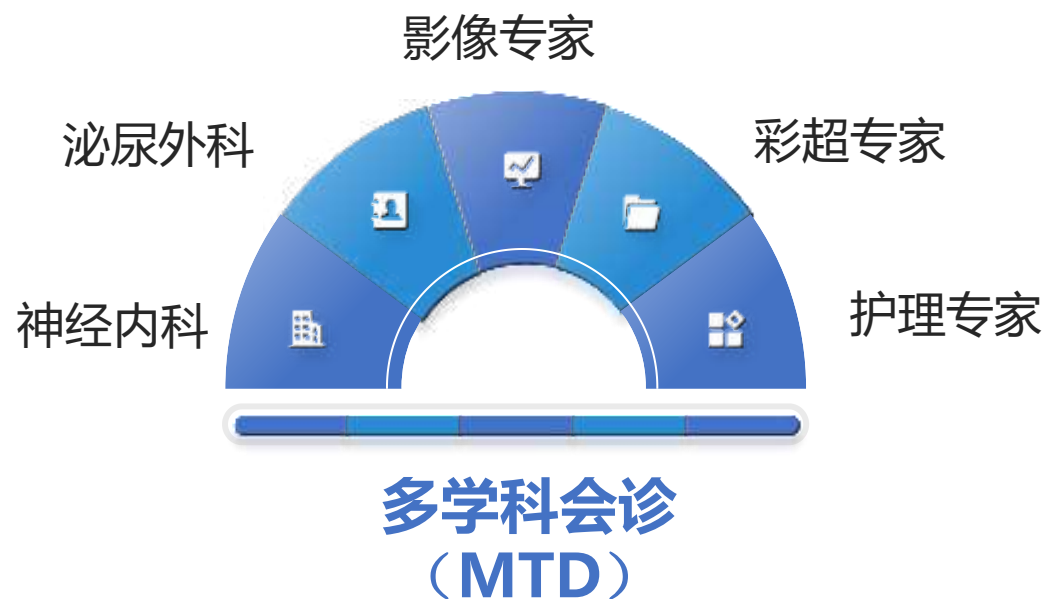 影像专家
泌尿外科
彩超专家
神经内科
护理专家
多学科会诊
（MTD）